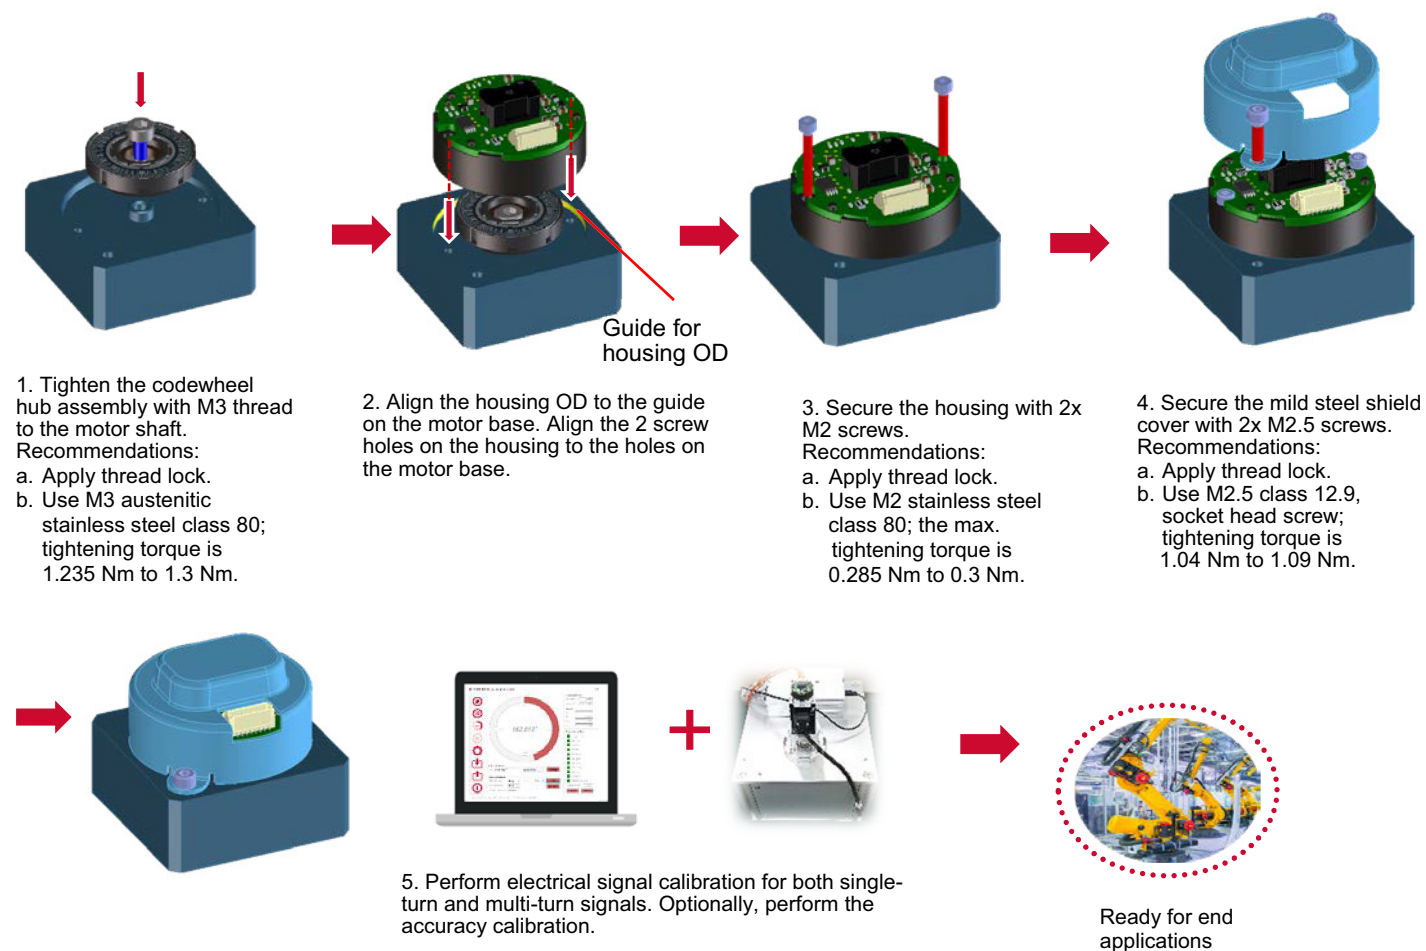 Guide for
housing OD
1. Tighten the codewheel
hub assembly with M3 thread
to the motor shaft.
Recommendations:
a. Apply thread lock.
b. Use M3 austenitic
stainless steel class 80;
tightening torque is
1.235 Nm to 1.3 Nm.
2. Align the housing OD to the guide
on the motor base. Align the 2 screw
holes on the housing to the holes on
the motor base.
3. Secure the housing with 2x
M2 screws.
Recommendations:
a. Apply thread lock.
b. Use M2 stainless steel
class 80; the max.
tightening torque is
0.285 Nm to 0.3 Nm.
4. Secure the mild steel shield
cover with 2x M2.5 screws.
Recommendations:
a. Apply thread lock.
b. Use M2.5 class 12.9,
socket head screw;
tightening torque is
1.04 Nm to 1.09 Nm.
5. Perform electrical signal calibration for both single-
turn and multi-turn signals. Optionally, perform the
accuracy calibration.
Ready for end
applications